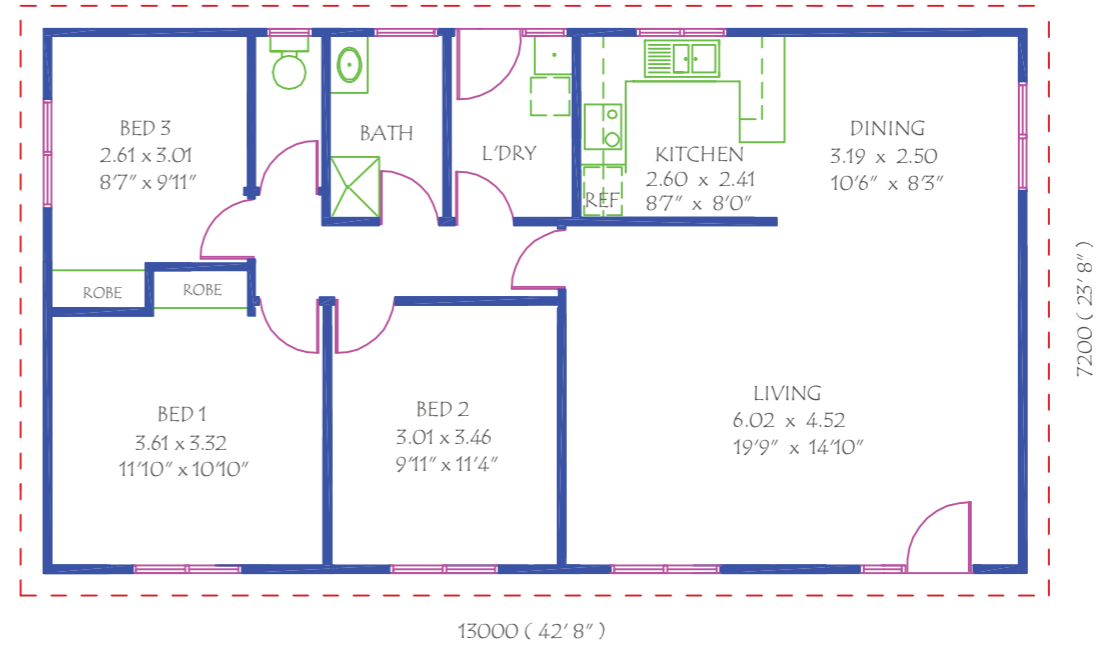 BED 3
2.61 x 3.01
8'7" x 9'11"
BATH
L'DRY
KITCHEN
2.60 x 2.41
8'7" x 8'0"
REF
DINING
3.19 x 2.50
10'6" x 8'3"
ROBE
ROBE
BED 1
3.61 x 3.32
11'10" x 10'10"
BED 2
3.01 x 3.46
9'11" x 11'4"
LIVING
6.02 x 4.52
19'9" x 14'10"
7200 ( 23' 8" )
13000 ( 42' 8" )